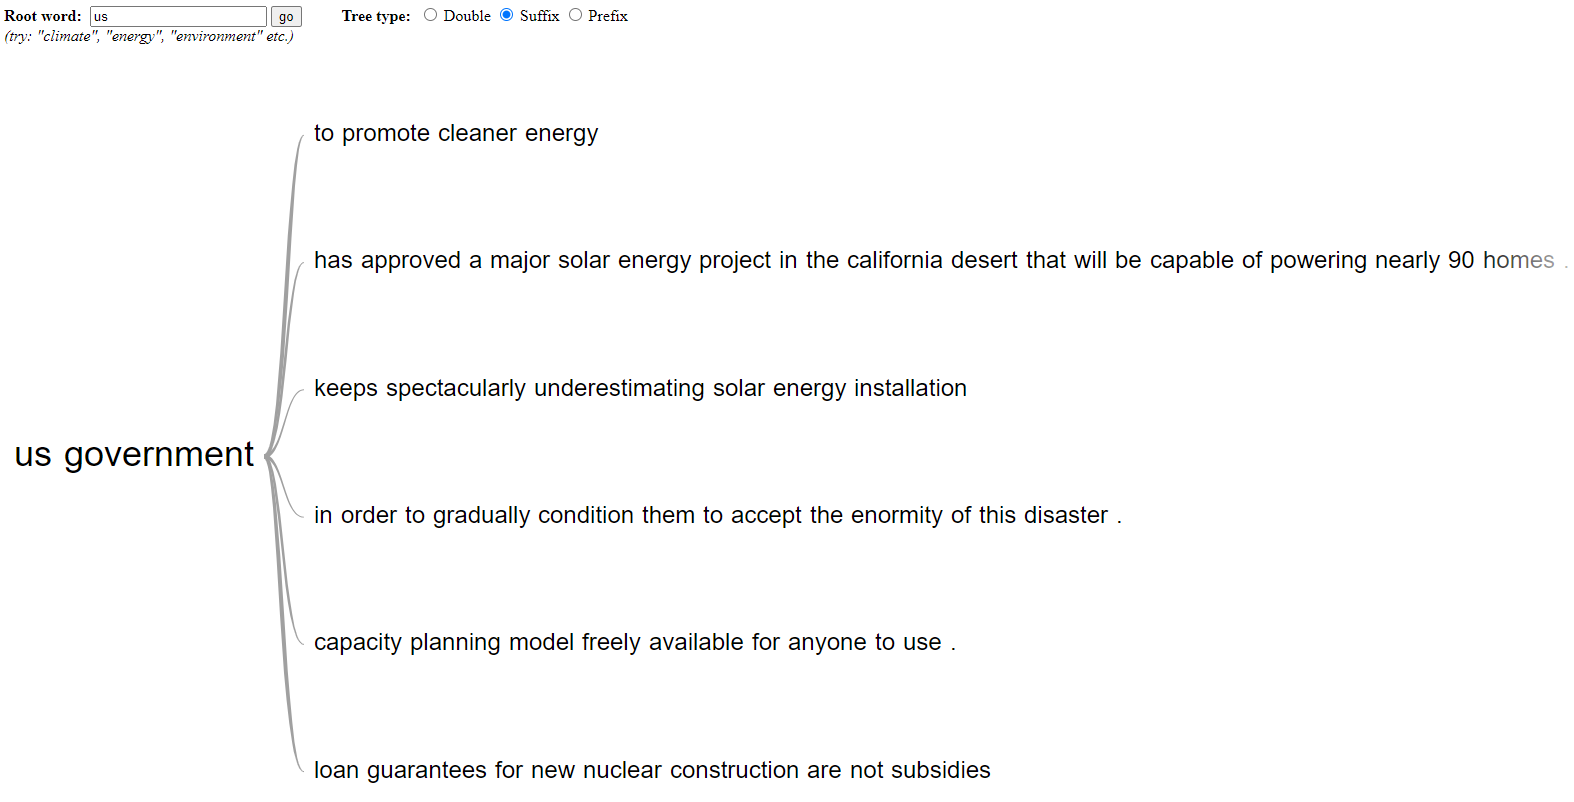 Root word: us go Tree type: Double Suffix Prefix
(try: "climate", "energy", "environment" etc.)
to promote cleaner energy
has approved a major solar energy project in the california desert that will be capable of powering nearly 90 homes .
keeps spectacularly underestimating solar energy installation
us government
in order to gradually condition them to accept the enormity of this disaster .
capacity planning model freely available for anyone to use .
loan guarantees for new nuclear construction are not subsidies